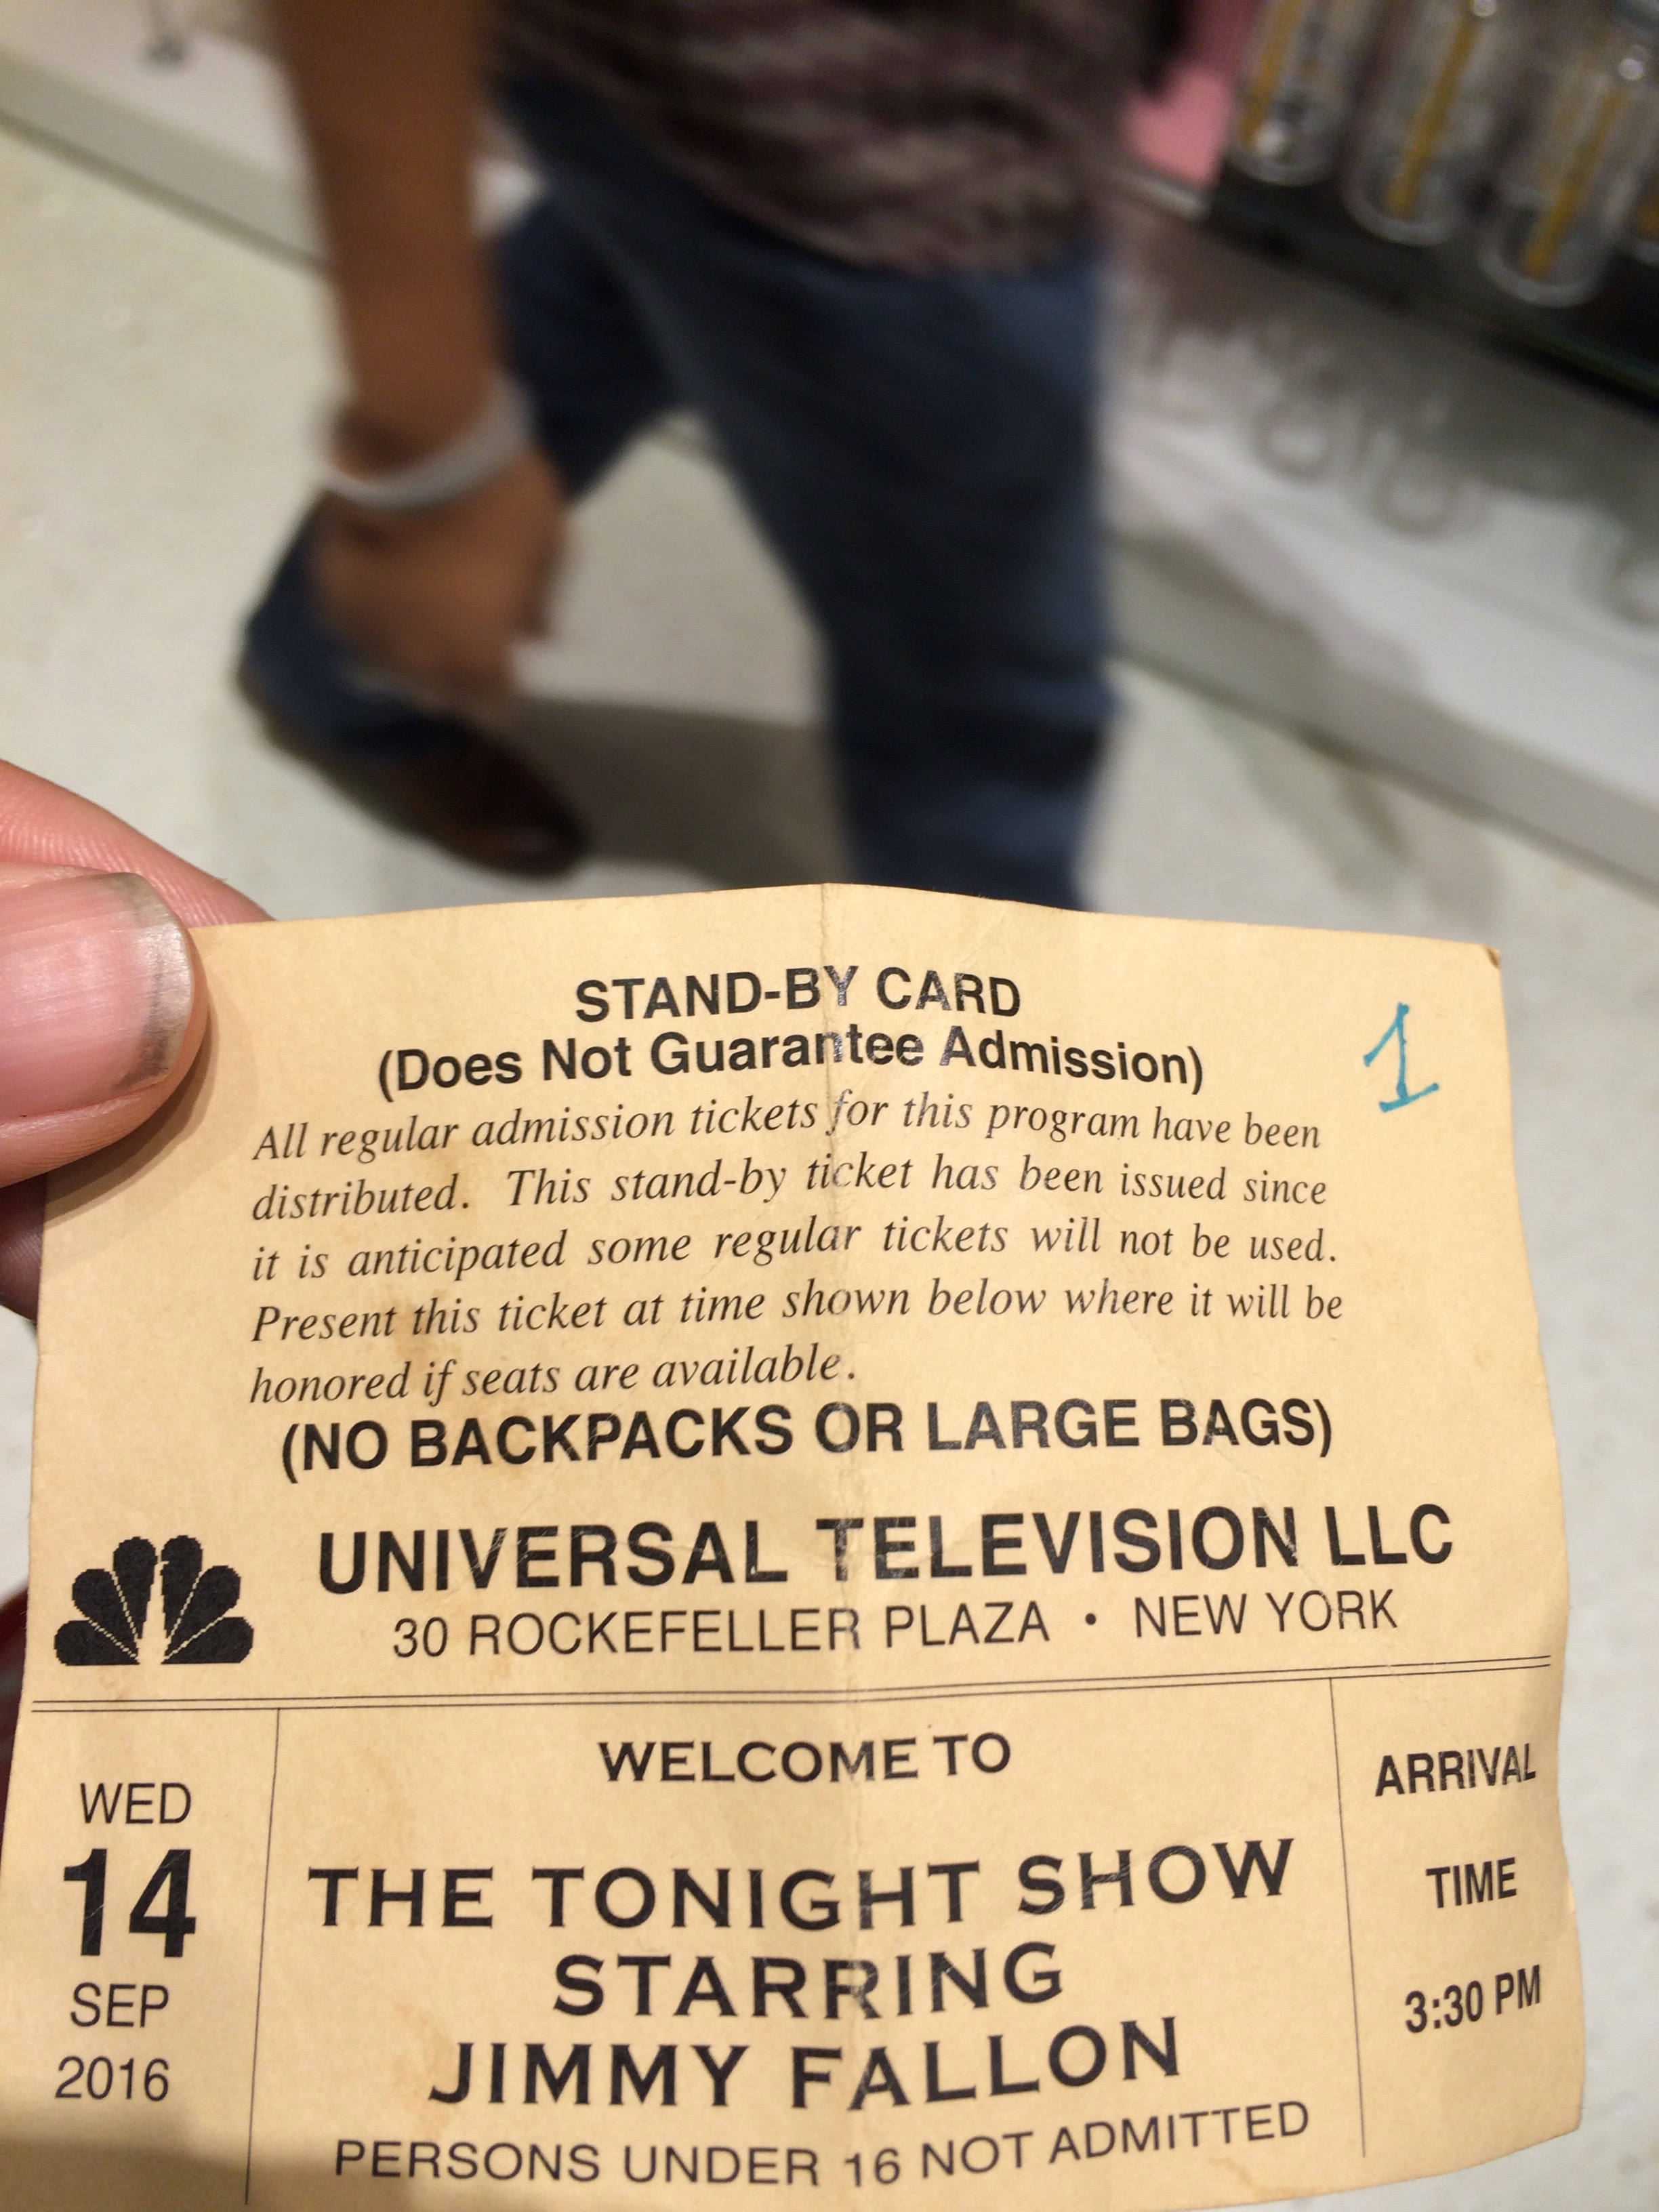 STAND-BY CARD
(Does Not Guarantee Admission)
1
All regular admission tickets for this program have been
distributed. This stand-by ticket has been issued since
it is anticipated some regular tickets will not be used.
Present this ticket at time shown below where it will be
honored if seats are available.
(NO BACKPACKS OR LARGE BAGS)
UNIVERSAL TELEVISION LLC
30 ROCKEFELLER PLAZA • NEW YORK
WED
14
SEP
2016
WELCOME TO
THE TONIGHT SHOW
STARRING
JIMMY FALLON
PERSONS UNDER 16 NOT ADMITTED
ARRIVAL
TIME
3:30 PM